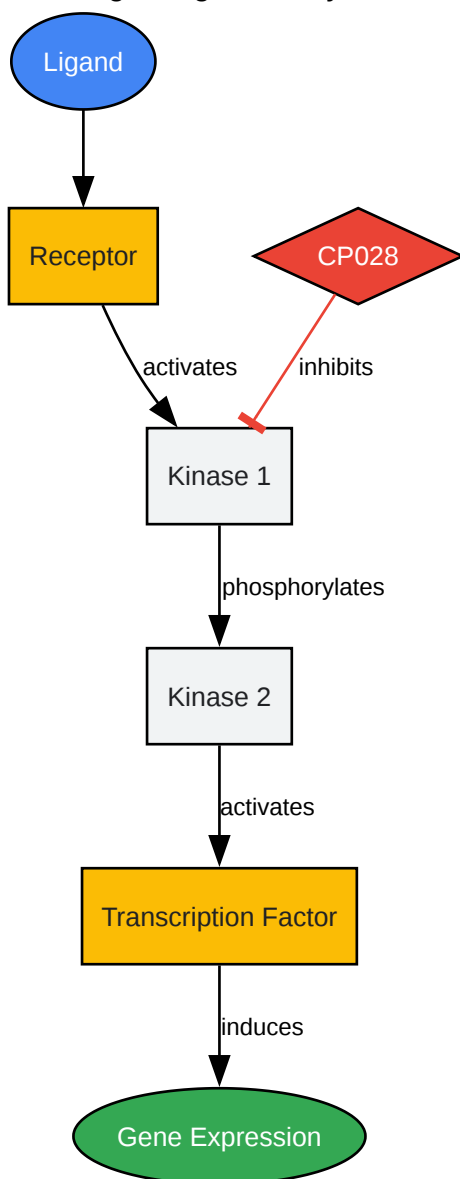 Ligand
Receptor
CP028
activates
inhibits
Kinase 1
phosphorylates
Kinase 2
activates
Transcription Factor
induces
Gene Expression